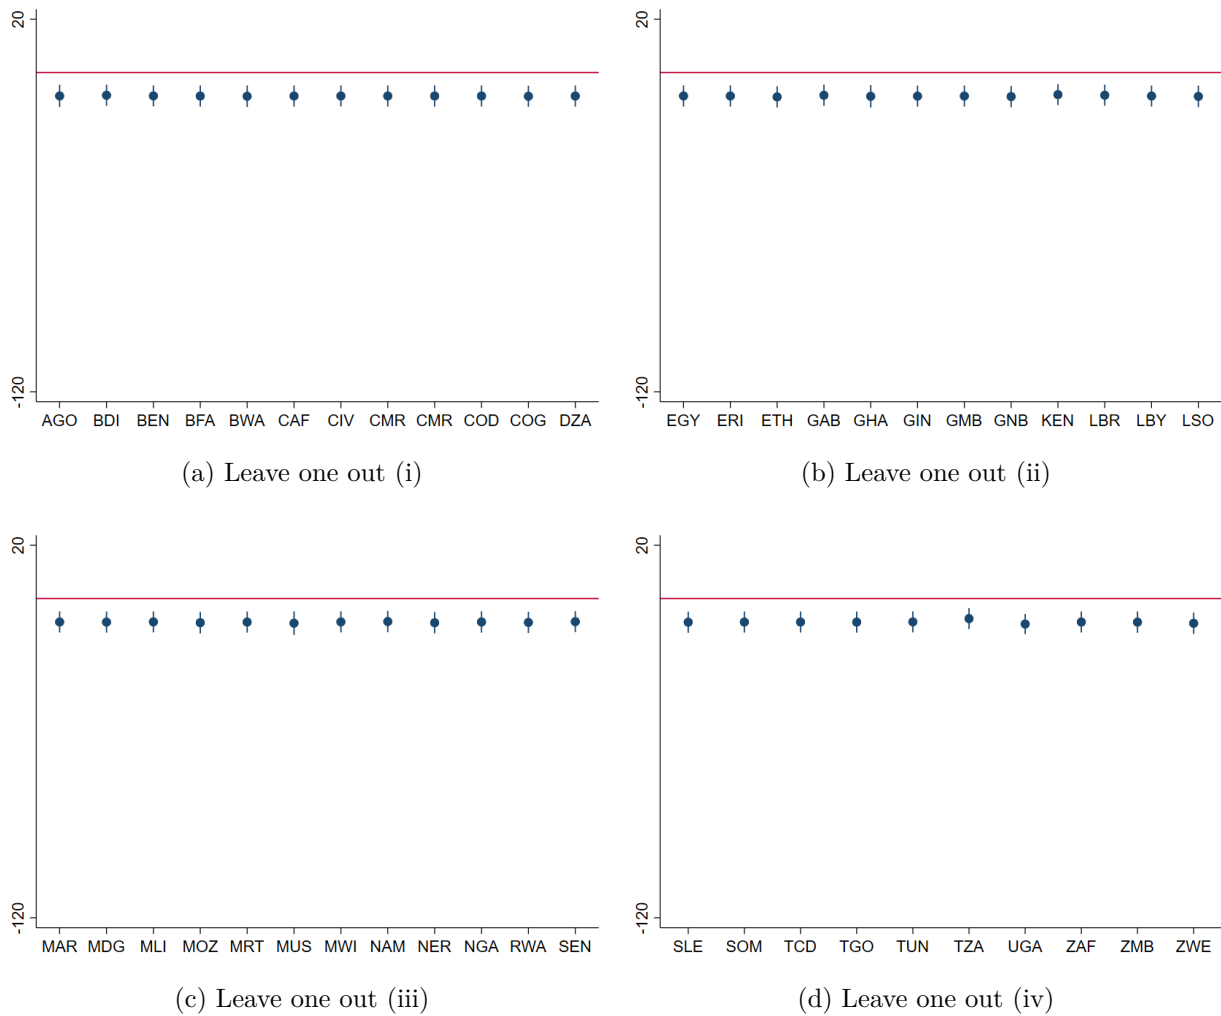 20
-120
AGO BDI BEN BFA BWA CAF CIV CMR CMR COD COG DZA
(a) Leave one out (i)
20
-120
EGY ERI ETH GAB GHA GIN GMB GNB KEN LBR LBY LSO
(b) Leave one out (ii)
20
-120
MAR MDG MLI MOZ MRT MUS MWI NAM NER NGA RWA SEN
(c) Leave one out (iii)
20
-120
SLE SOM TCD TGO TUN TZA UGA ZAF ZMB ZWE
(d) Leave one out (iv)